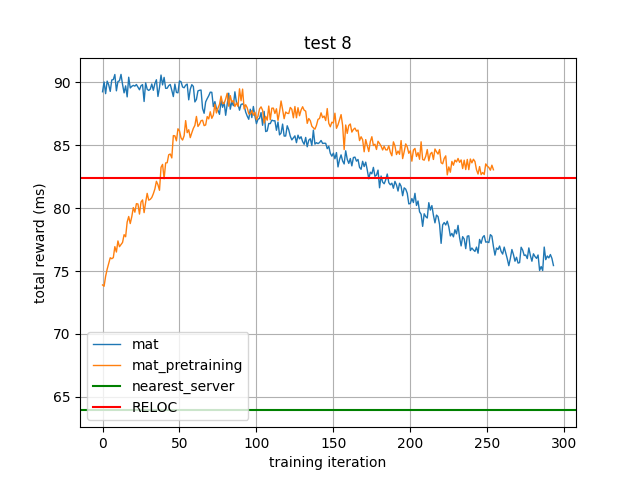 test 8
total reward (ms)
90
85
80
75
70
65
mat
mat_pretraining
nearest_server
RELOC
0 50 100 150 200 250 300
training iteration